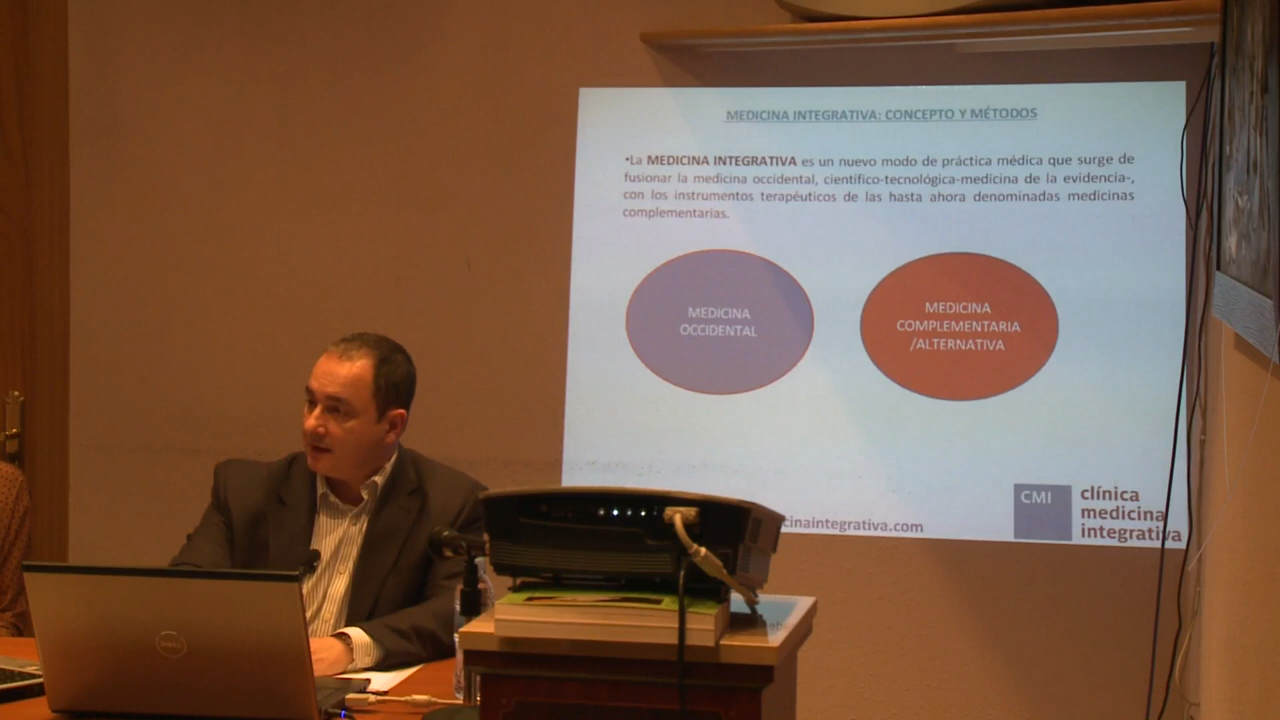 MEDICINA INTEGRATIVA: CONCEPTO Y MÉTODOS
•La MEDICINA INTEGRATIVA es un nuevo modo de práctica médica que surge de
fusionar la medicina occidental, científico-tecnológica-medicina de la evidencia-,
con los instrumentos terapéuticos de las hasta ahora denominadas medicinas
complementarias.
MEDICINA
OCCIDENTAL
MEDICINA
COMPLEMENTARIA
/ALTERNATIVA
cinaintegrativa.com
CMI
clínica
medicina
integrativa
DELL